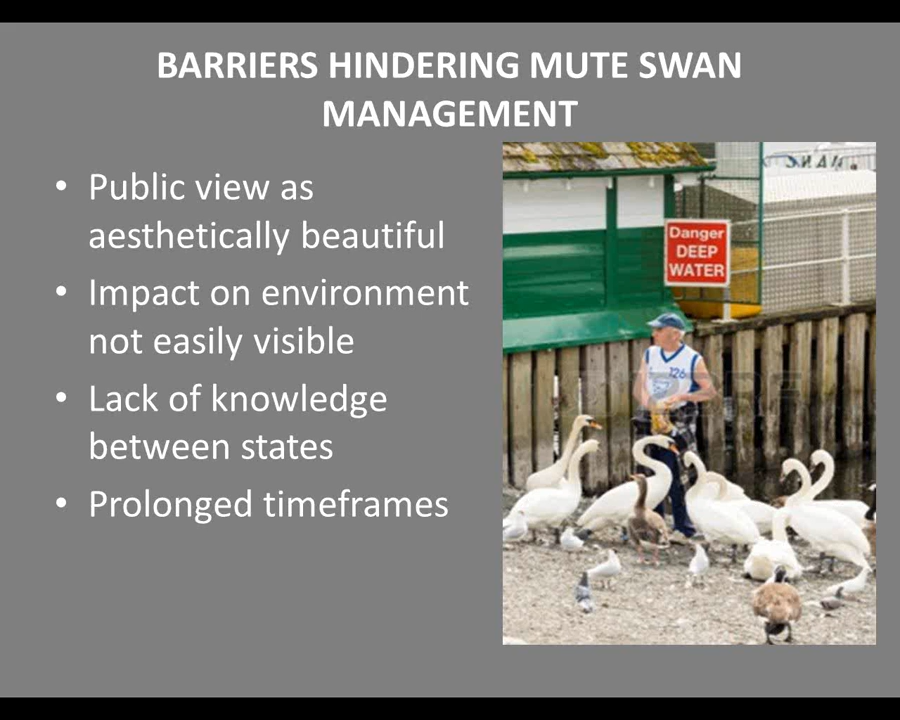 BARRIERS HINDERING MUTE SWAN
MANAGEMENT
• Public view as
aesthetically beautiful
• Impact on environment
not easily visible
• Lack of knowledge
between states
• Prolonged timeframes
Danger
DEEP
WATER
126